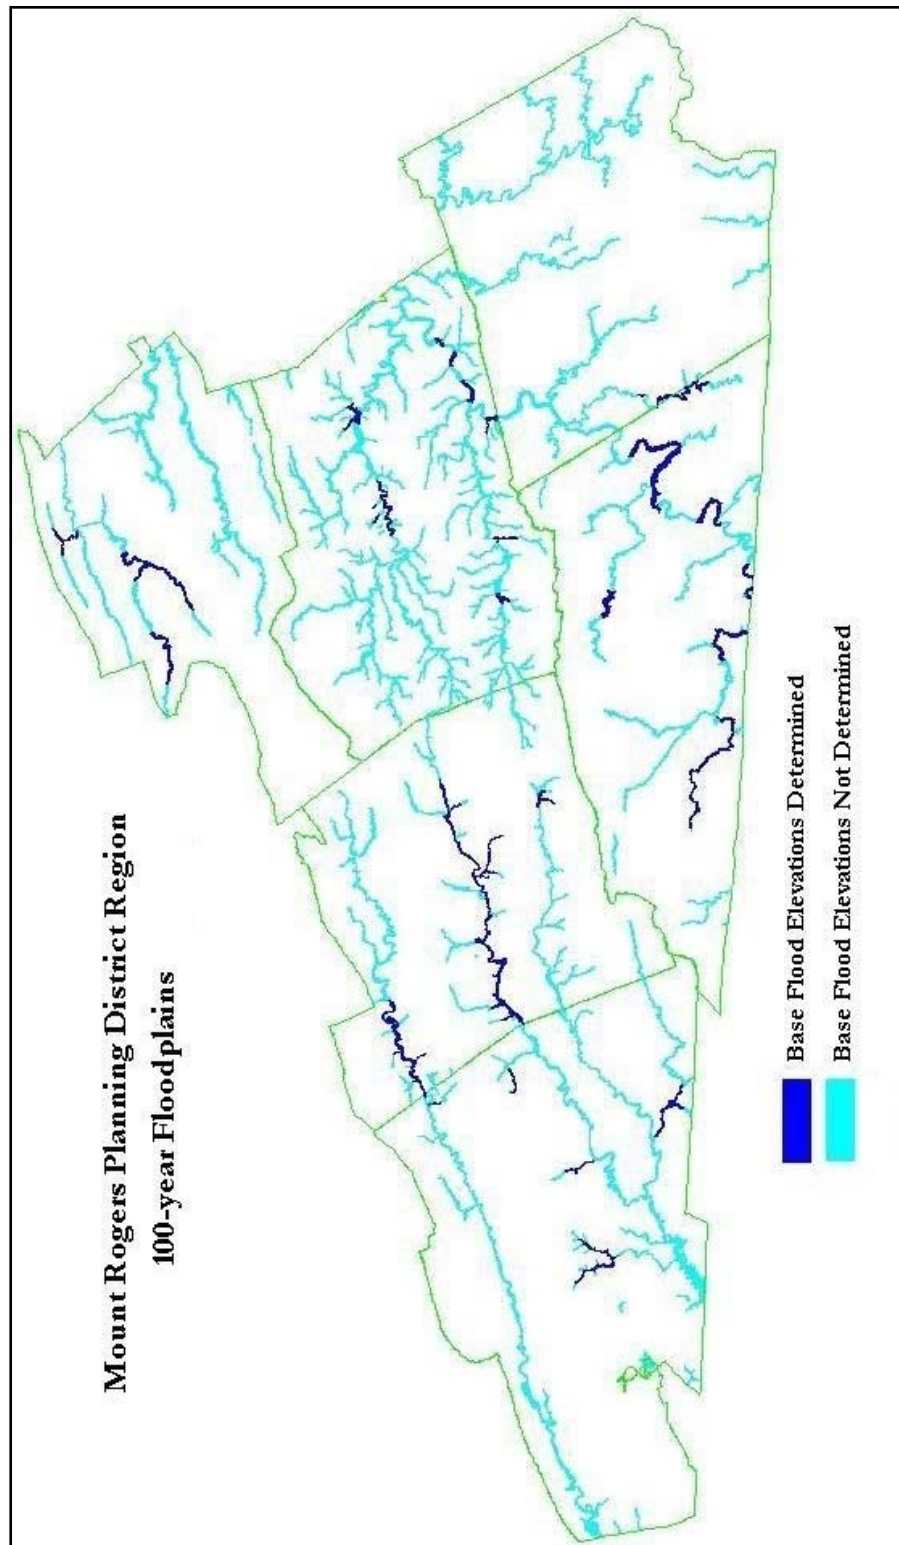 Mount Rogers Planning District Region
100-year Floodplains
Base Flood Elevations Determined
Base Flood Elevations Not Determined